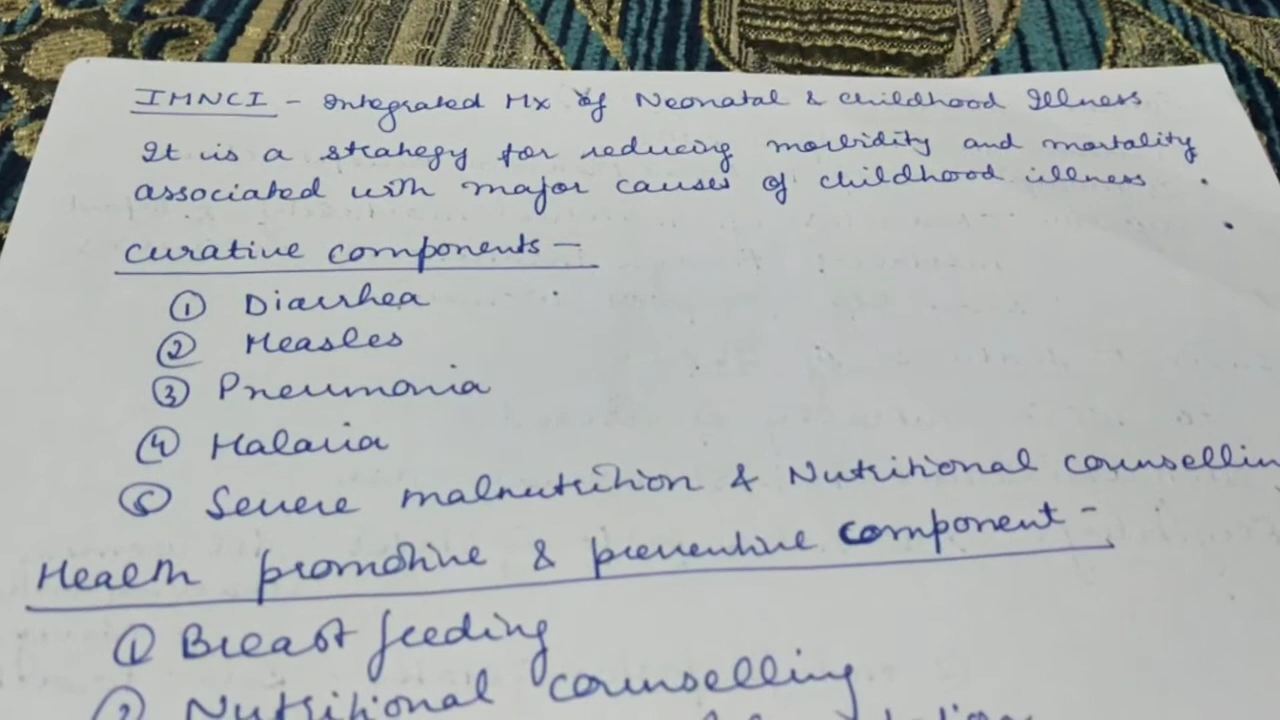 IMNCI - Integrated Mx of Neonatal & childhood Illness
It is a strategy for reducing morbidity and mortality
associated with major causes of childhood illness.
Curative components -
① Diarrhea
② Measles
③ Pneumonia
④ Malaria
⑤ Severe malnutrition & Nutritional counsellin
Health promotive & preventive component -
① Breast feeding
② Nutritional counselling